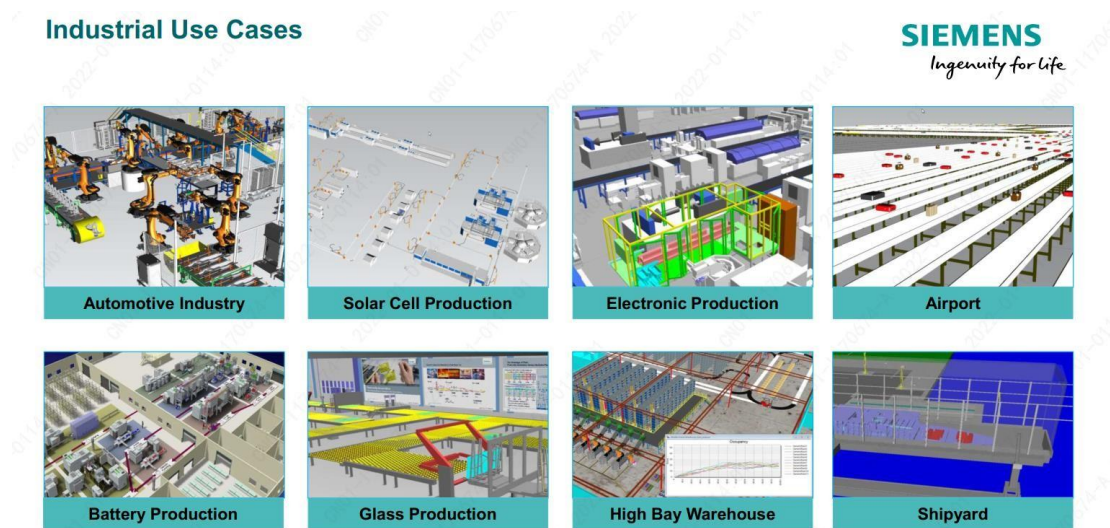 Industrial Use Cases
SIEMENS
Ingenuity for life
Automotive Industry
Solar Cell Production
Electronic Production
Airport
Battery Production
Glass Production
High Bay Warehouse
Shipyard